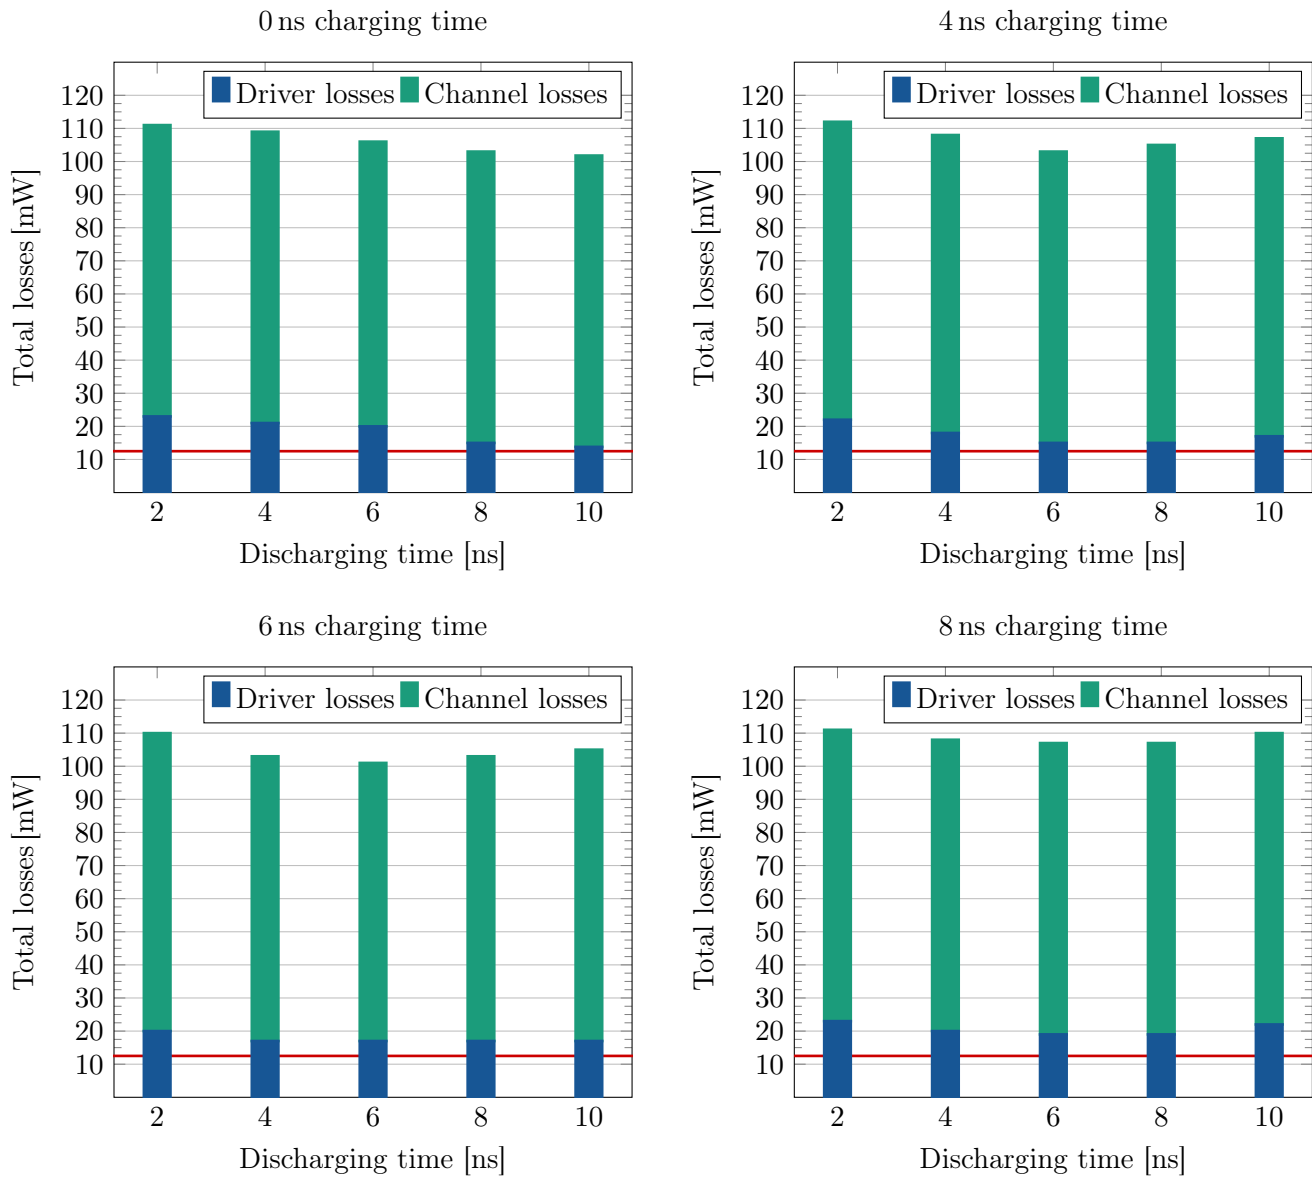 0 ns charging time
Total losses [mW]
120
110
100
90
80
70
60
50
40
30
20
10
Driver losses Channel losses
2 4 6 8 10
Discharging time [ns]
4 ns charging time
Total losses [mW]
120
110
100
90
80
70
60
50
40
30
20
10
Driver losses Channel losses
2 4 6 8 10
Discharging time [ns]
6 ns charging time
Total losses [mW]
120
110
100
90
80
70
60
50
40
30
20
10
Driver losses Channel losses
2 4 6 8 10
Discharging time [ns]
8 ns charging time
Total losses [mW]
120
110
100
90
80
70
60
50
40
30
20
10
Driver losses Channel losses
2 4 6 8 10
Discharging time [ns]